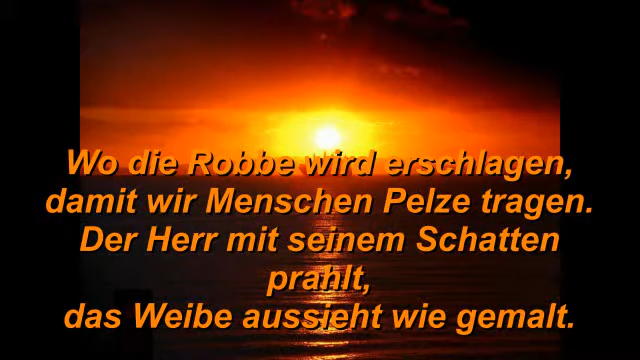 Wo die Robbe wird erschlagen,
damit wir Menschen Pelze tragen.
Der Herr mit seinem Schatten
prahlt,
das Weibe aussieht wie gemalt.